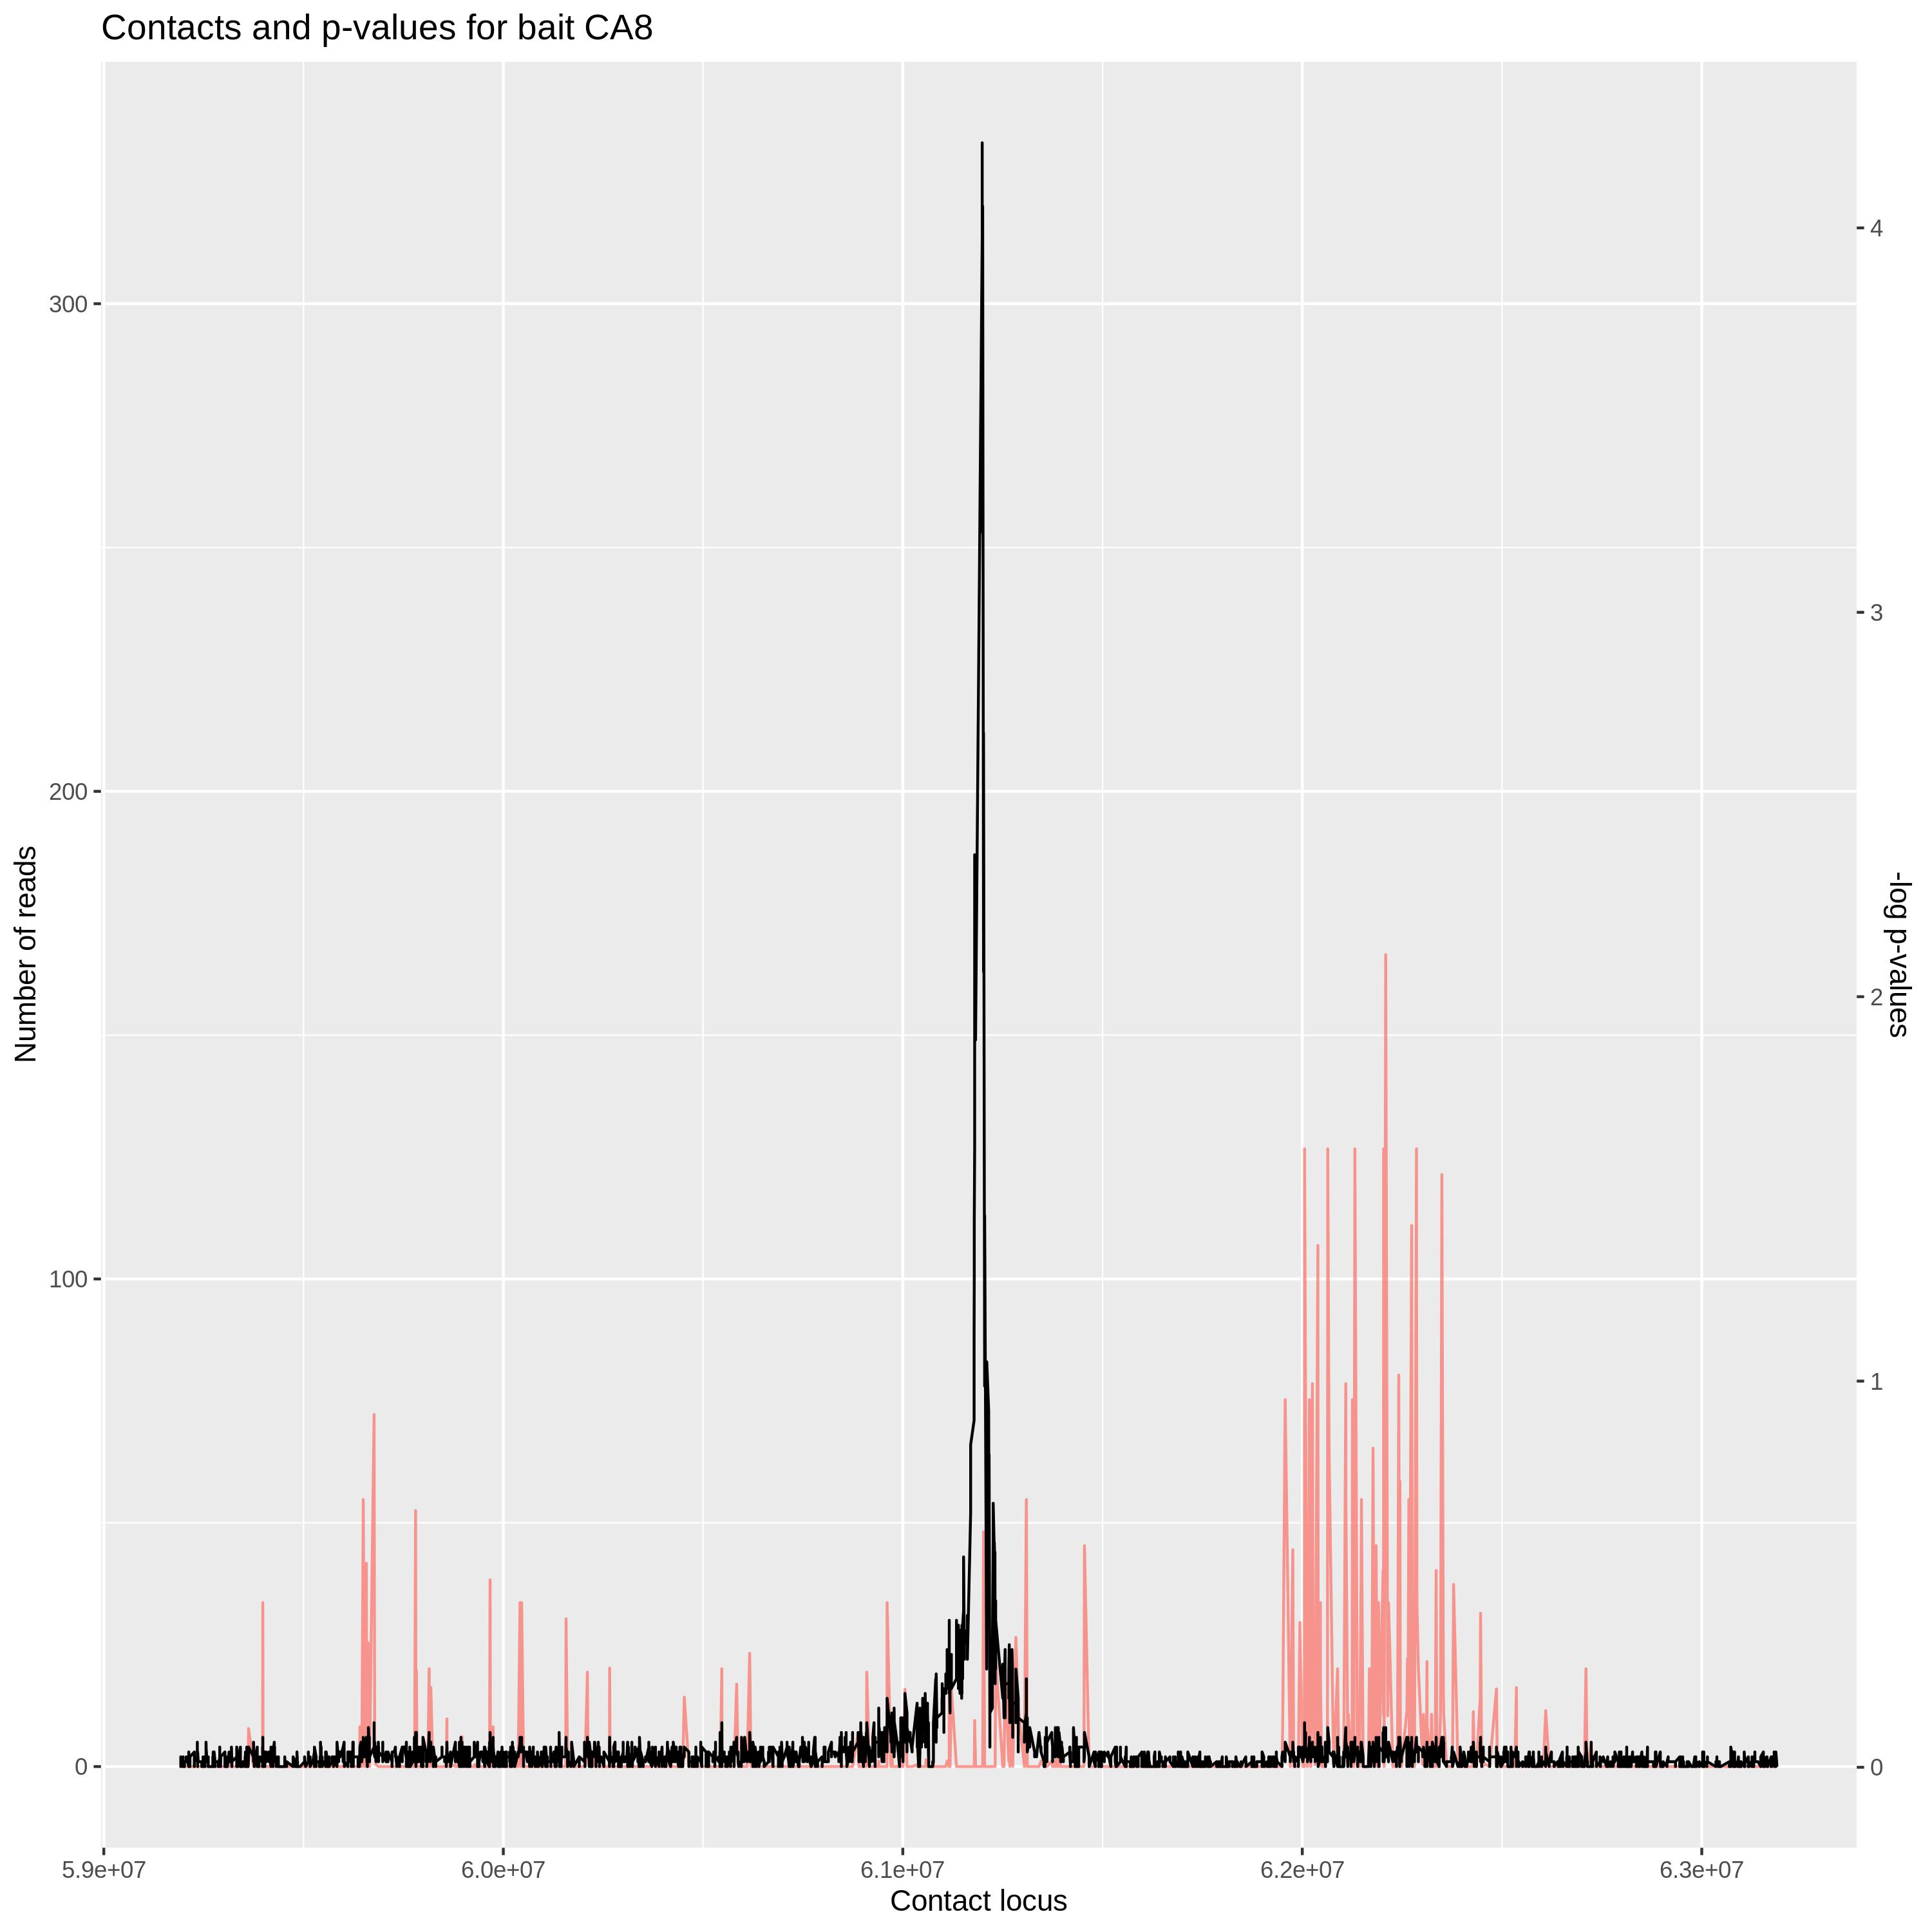 Contacts and p-values for bait CA8
300
200
100
0
Number of reads
4
3
2
1
0
-log p-values
5.9e+07 6.0e+07 6.1e+07 6.2e+07 6.3e+07
Contact locus